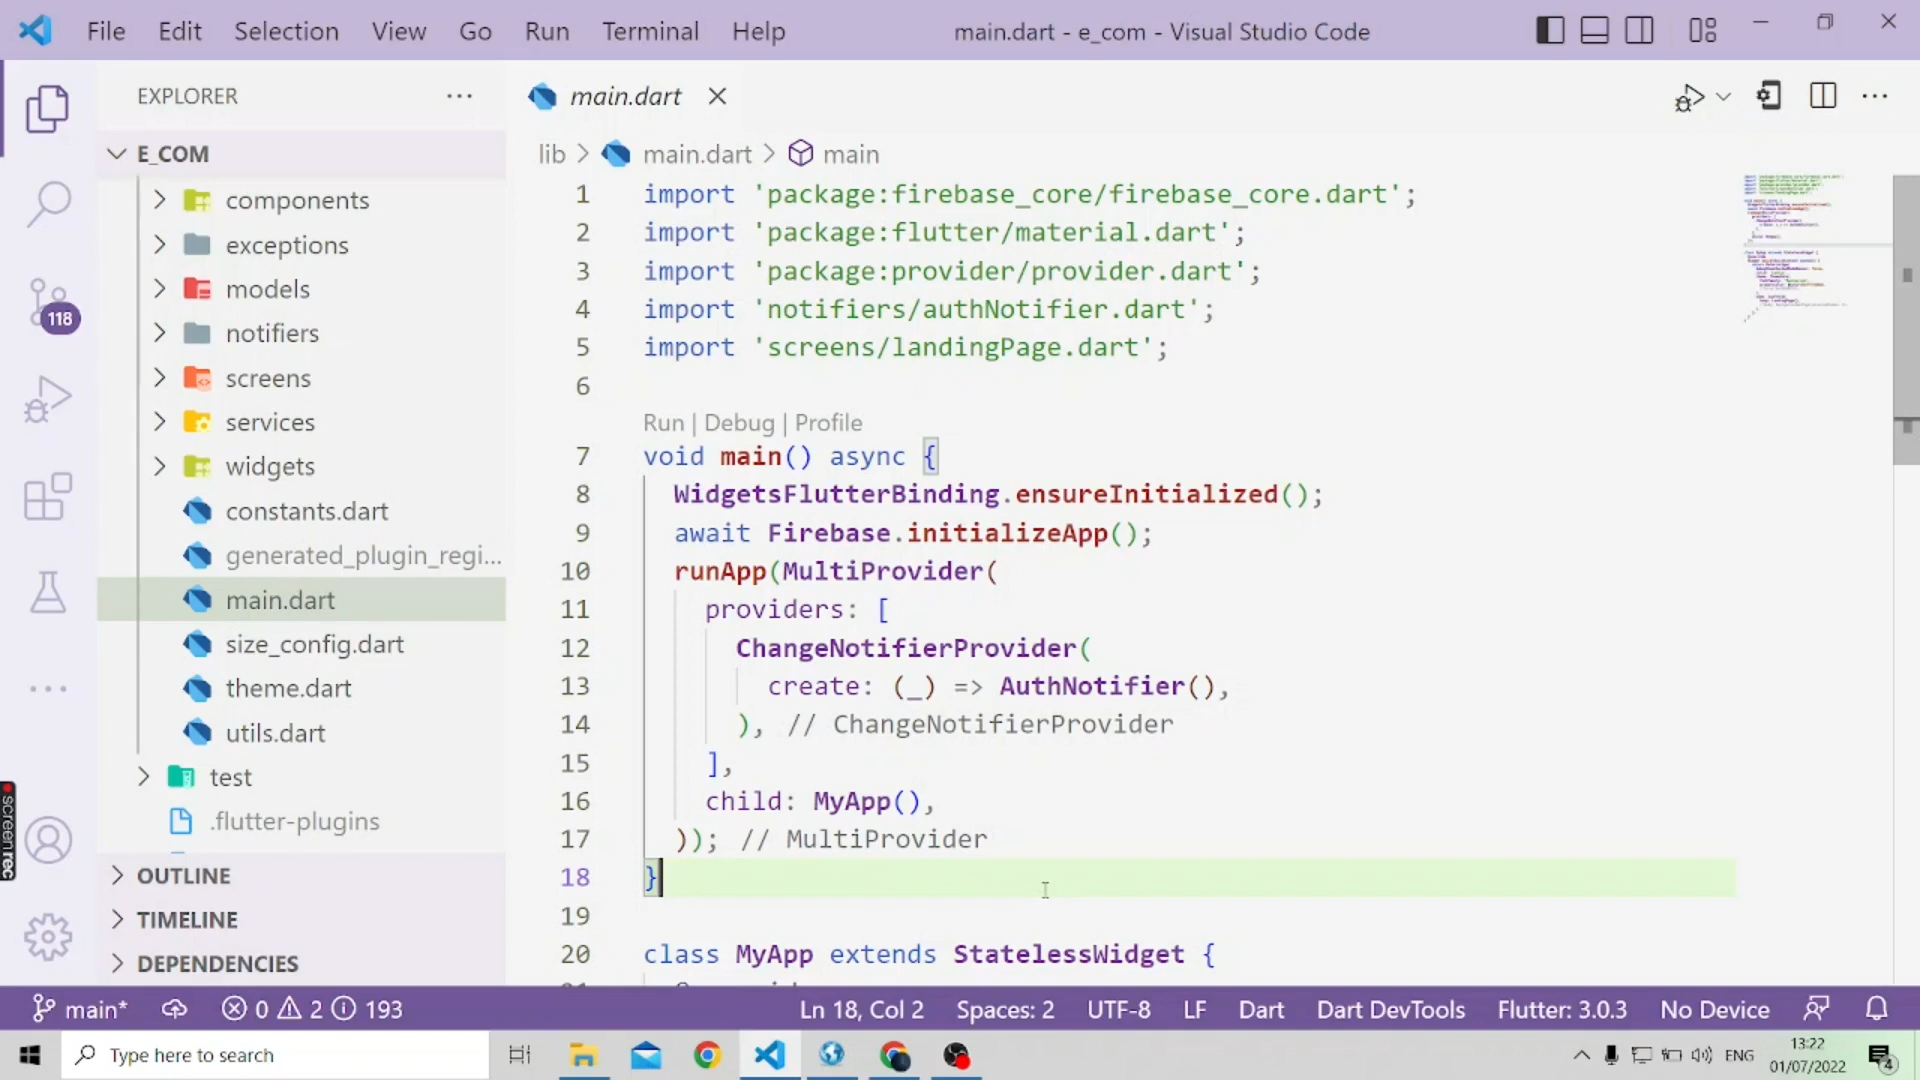 File Edit Selection View Go Run Terminal Help main.dart - e_com - Visual Studio Code
EXPLORER
E_COM
components
exceptions
models
notifiers
screens
services
widgets
constants.dart
generated_plugin_regi...
main.dart
size_config.dart
theme.dart
utils.dart
test
.flutter-plugins
OUTLINE
TIMELINE
DEPENDENCIES
118
screenrec
main.dart
lib > main.dart > main
1 import 'package:firebase_core/firebase_core.dart';
2 import 'package:flutter/material.dart';
3 import 'package:provider/provider.dart';
4 import 'notifiers/authNotifier.dart';
5 import 'screens/landingPage.dart';
6
Run | Debug | Profile
7 void main() async {
8 WidgetsFlutterBinding.ensureInitialized();
9 await Firebase.initializeApp();
10 runApp(MultiProvider(
11 providers: [
12 ChangeNotifierProvider(
13 create: (_) => AuthNotifier(),
14 ), // ChangeNotifierProvider
15 ],
16 child: MyApp(),
17 )); // MultiProvider
18 }
19
20 class MyApp extends StatelessWidget {
main* 0 2 193 Ln 18, Col 2 Spaces: 2 UTF-8 LF Dart Dart DevTools Flutter: 3.0.3 No Device
Type here to search
ENG
13:22
01/07/2022
4